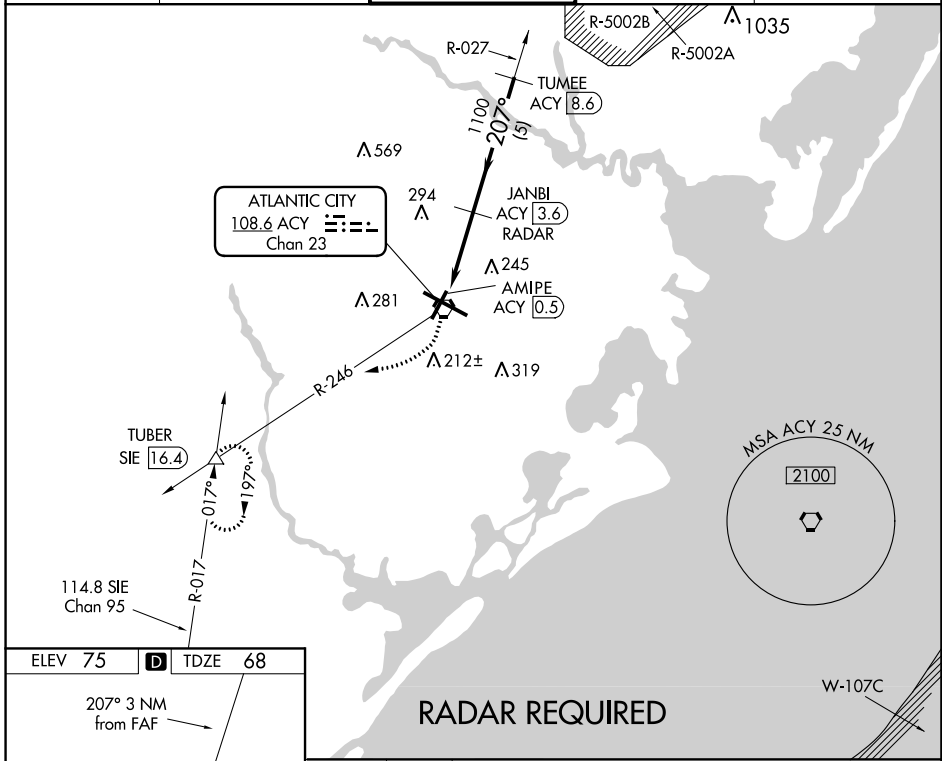 R-5002B
1035
R-5002A
R-027
TUMEE
ACY 8.6
1100
207°
(5)
569
294
JANBI
ACY 3.6
RADAR
ATLANTIC CITY
108.6 ACY
Chan 23
245
AMIPE
ACY 0.5
281
212±
319
R-246
TUBER
SIE 16.4
017°
197°
MSA ACY 25 NM
2100
R-017
114.8 SIE
Chan 95
ELEV 75 D TDZE 68
207° 3 NM
from FAF
RADAR REQUIRED
W-107C